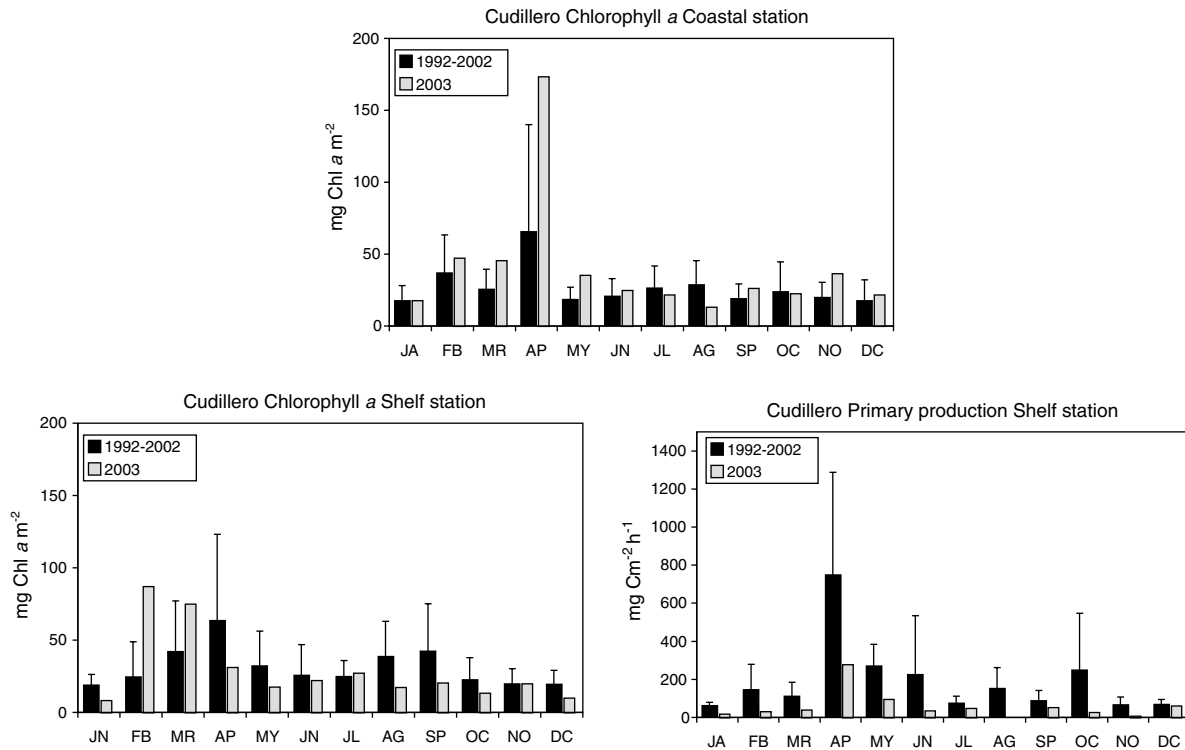 Cudillero Chlorophyll a Coastal station
200
150
100
50
0
mg Chl a m-2
1992-2002
2003
JA FB MR AP MY JN JL AG SP OC NO DC
Cudillero Chlorophyll a Shelf station
200
150
100
50
0
mg Chl a m-2
1992-2002
2003
JN FB MR AP MY JN JL AG SP OC NO DC
Cudillero Primary production Shelf station
1400
1200
1000
800
600
400
200
0
mg Cm-2 h-1
1992-2002
2003
JA FB MR AP MY JN JL AG SP OC NO DC